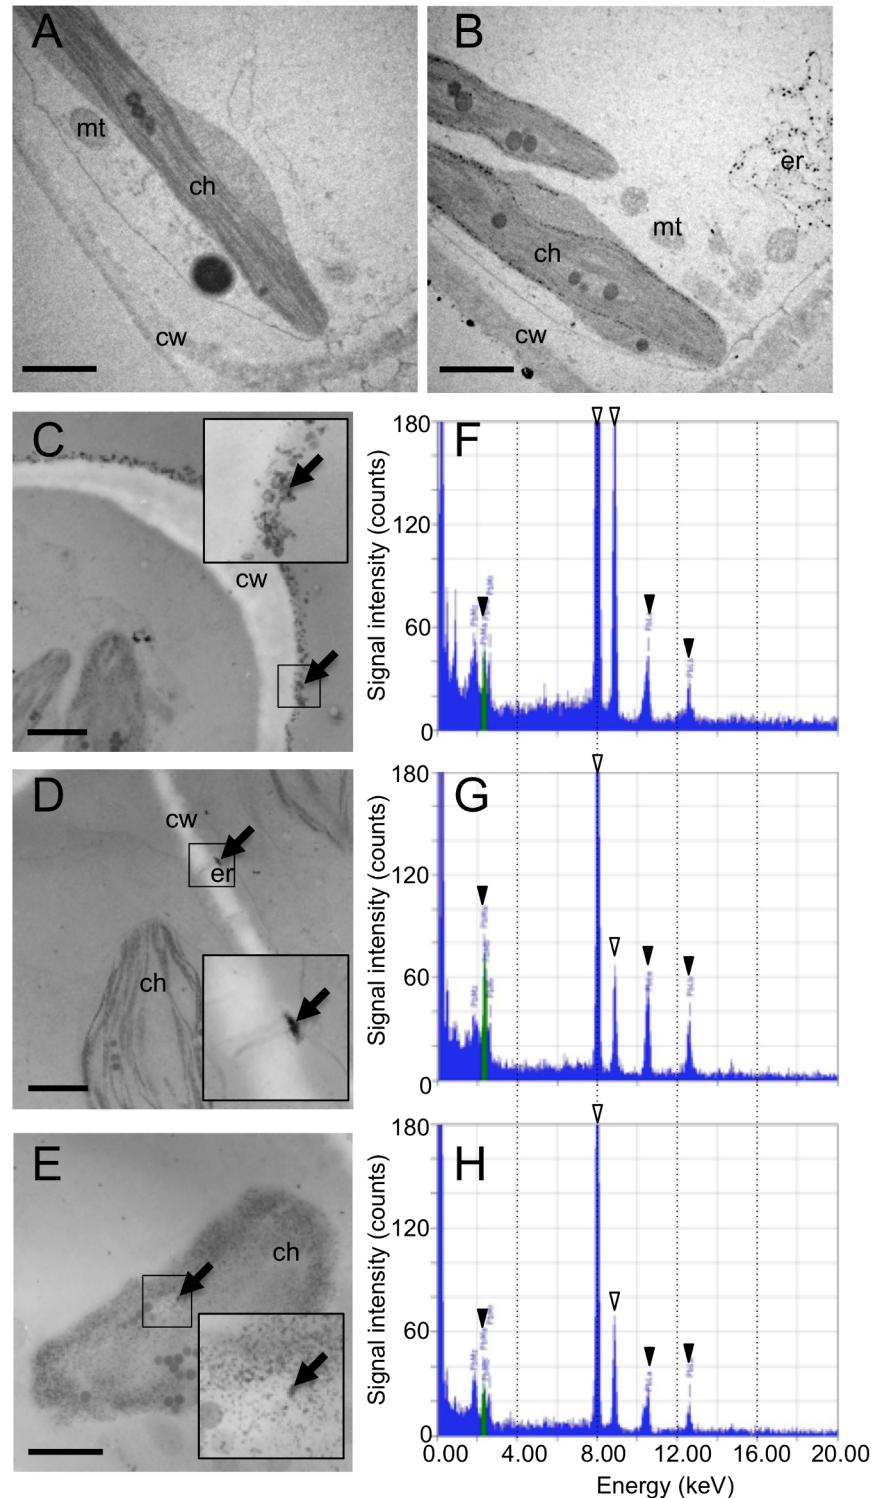 A
mt
ch
cw
B
er
mt
ch
cw
C
cw
D
cw
er
ch
E
ch
F
Signal intensity (counts)
180
120
60
0
G
Signal intensity (counts)
180
120
60
0
H
Signal intensity (counts)
180
120
60
0
0.00 4.00 8.00 12.00 16.00 20.00
Energy (keV)